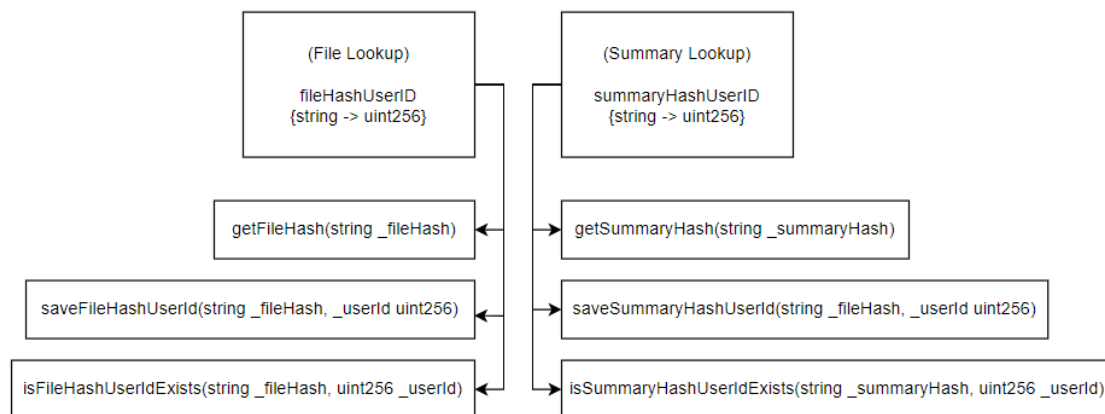 (File Lookup)
fileHashUserID
{string -> uint256}
(Summary Lookup)
summaryHashUserID
{string -> uint256}
getFileHash(string _fileHash)
getSummaryHash(string _summaryHash)
saveFileHashUserId(string _fileHash, _userId uint256)
saveSummaryHashUserId(string _fileHash, _userId uint256)
isFileHashUserIdExists(string _fileHash, uint256 _userId)
isSummaryHashUserIdExists(string _summaryHash, uint256 _userId)